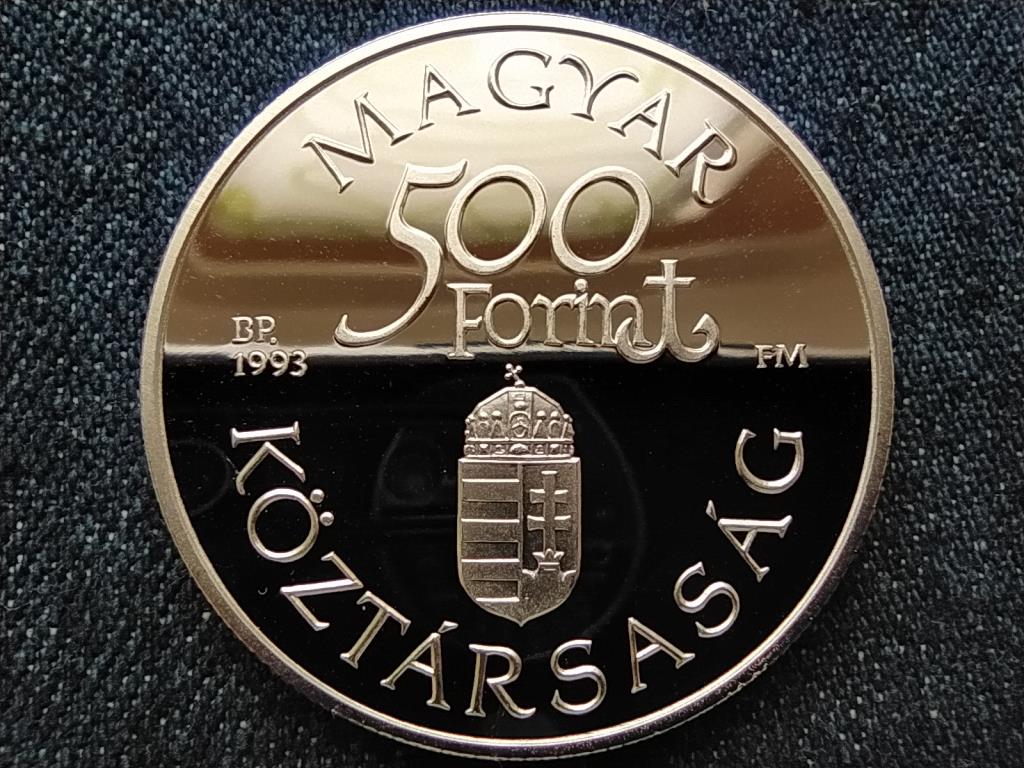 MAGYAR
500
Forint
BP.
1993
FM
KÖZTÁRSASÁG